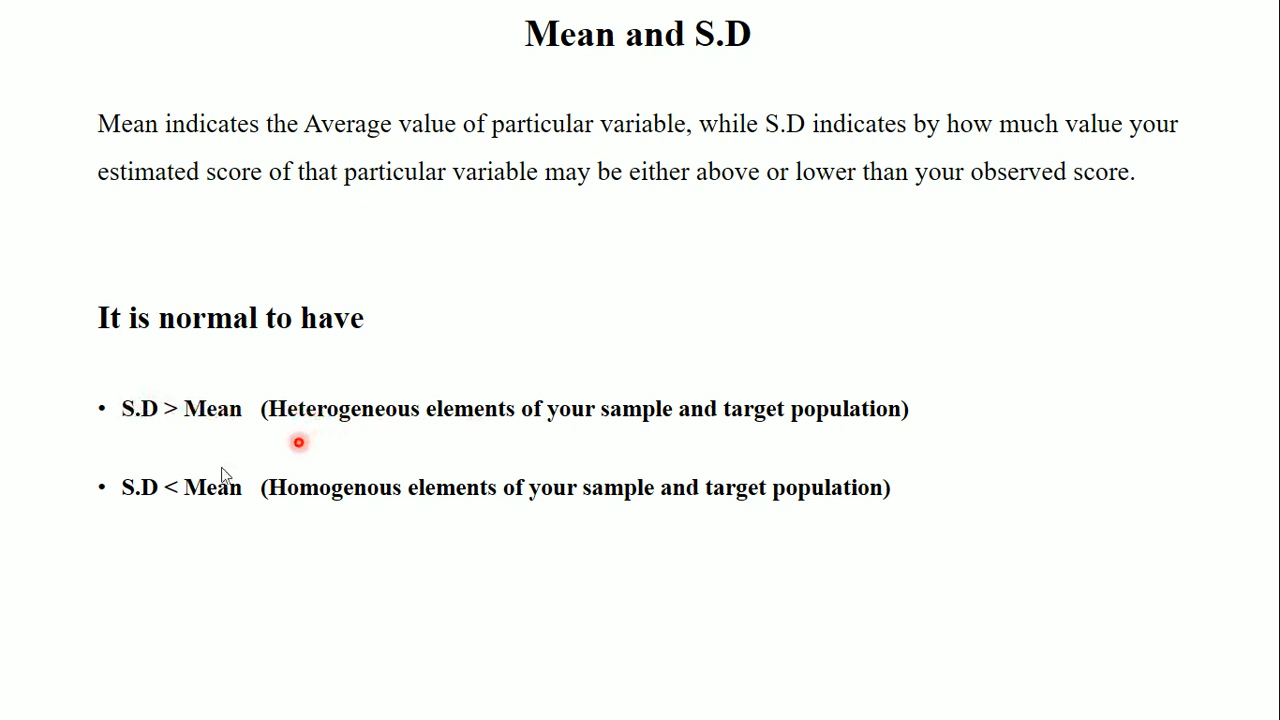 Mean and S.D
Mean indicates the Average value of particular variable, while S.D indicates by how much value your
estimated score of that particular variable may be either above or lower than your observed score.
It is normal to have
• S.D > Mean (Heterogeneous elements of your sample and target population)
• S.D < Mean (Homogenous elements of your sample and target population)